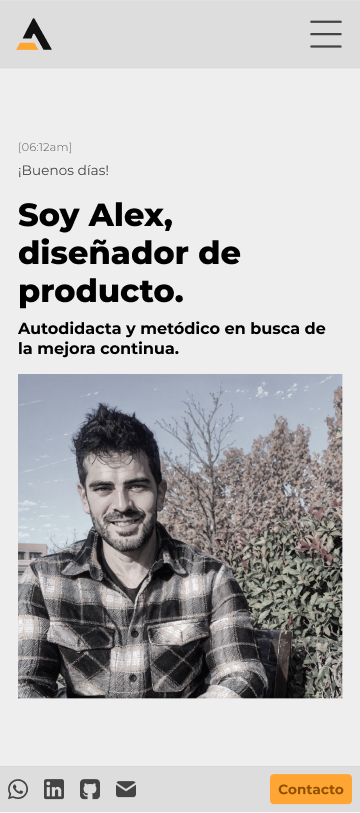 [06:12am]
¡Buenos días!
Soy Alex,
diseñador de
producto.
Autodidacta y metódico en busca de
la mejora continua.
Contacto